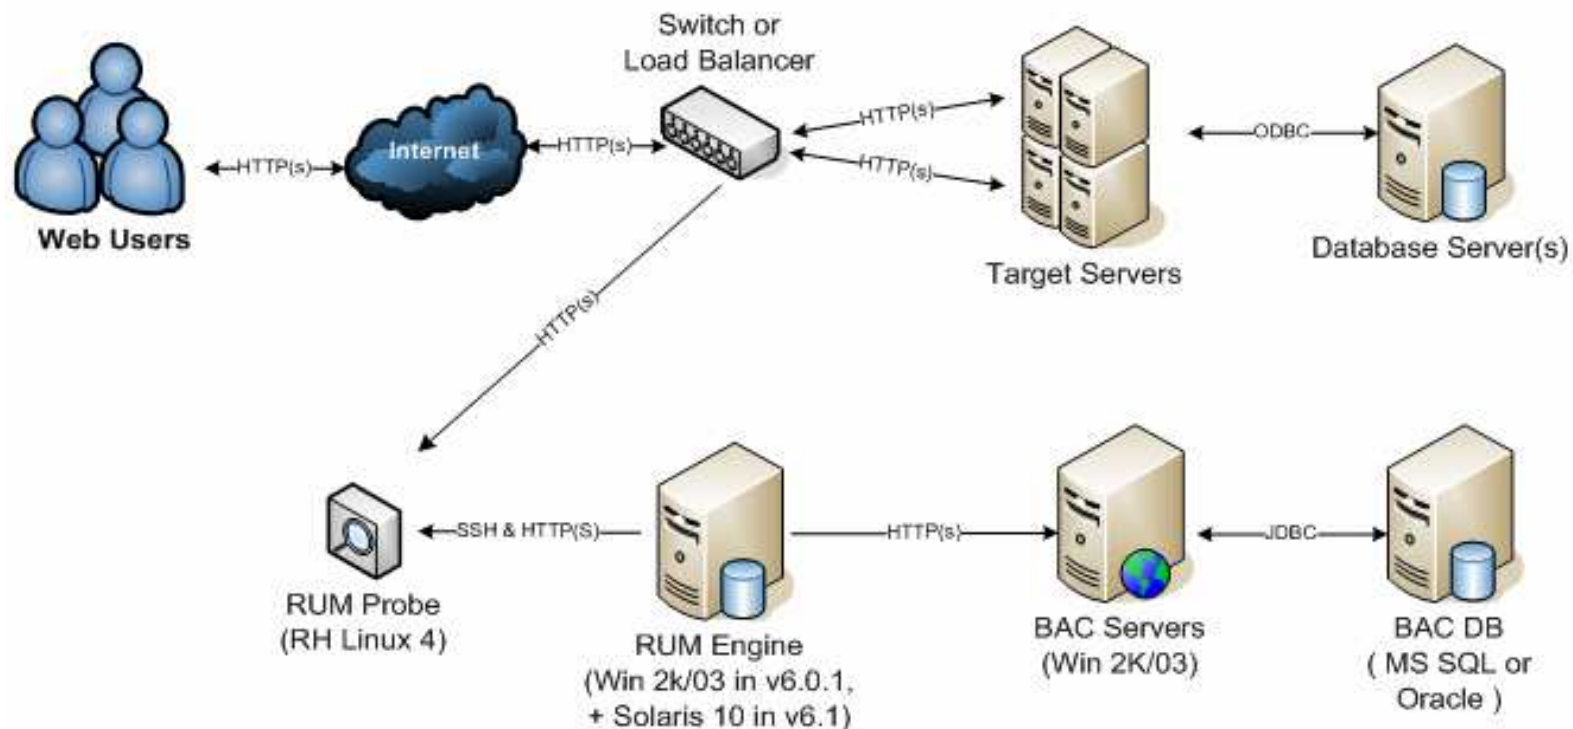 Switch or
Load Balancer
HTTP(s)
Internet
HTTP(s)
HTTP(s)
HTTP(s)
ODBC
Web Users
Target Servers
Database Server(s)
HTTP(s)
SSH & HTTP(S)
HTTP(s)
JDBC
RUM Probe
(RH Linux 4)
RUM Engine
(Win 2k/03 in v6.0.1,
+ Solaris 10 in v6.1)
BAC Servers
(Win 2K/03)
BAC DB
( MS SQL or
Oracle )